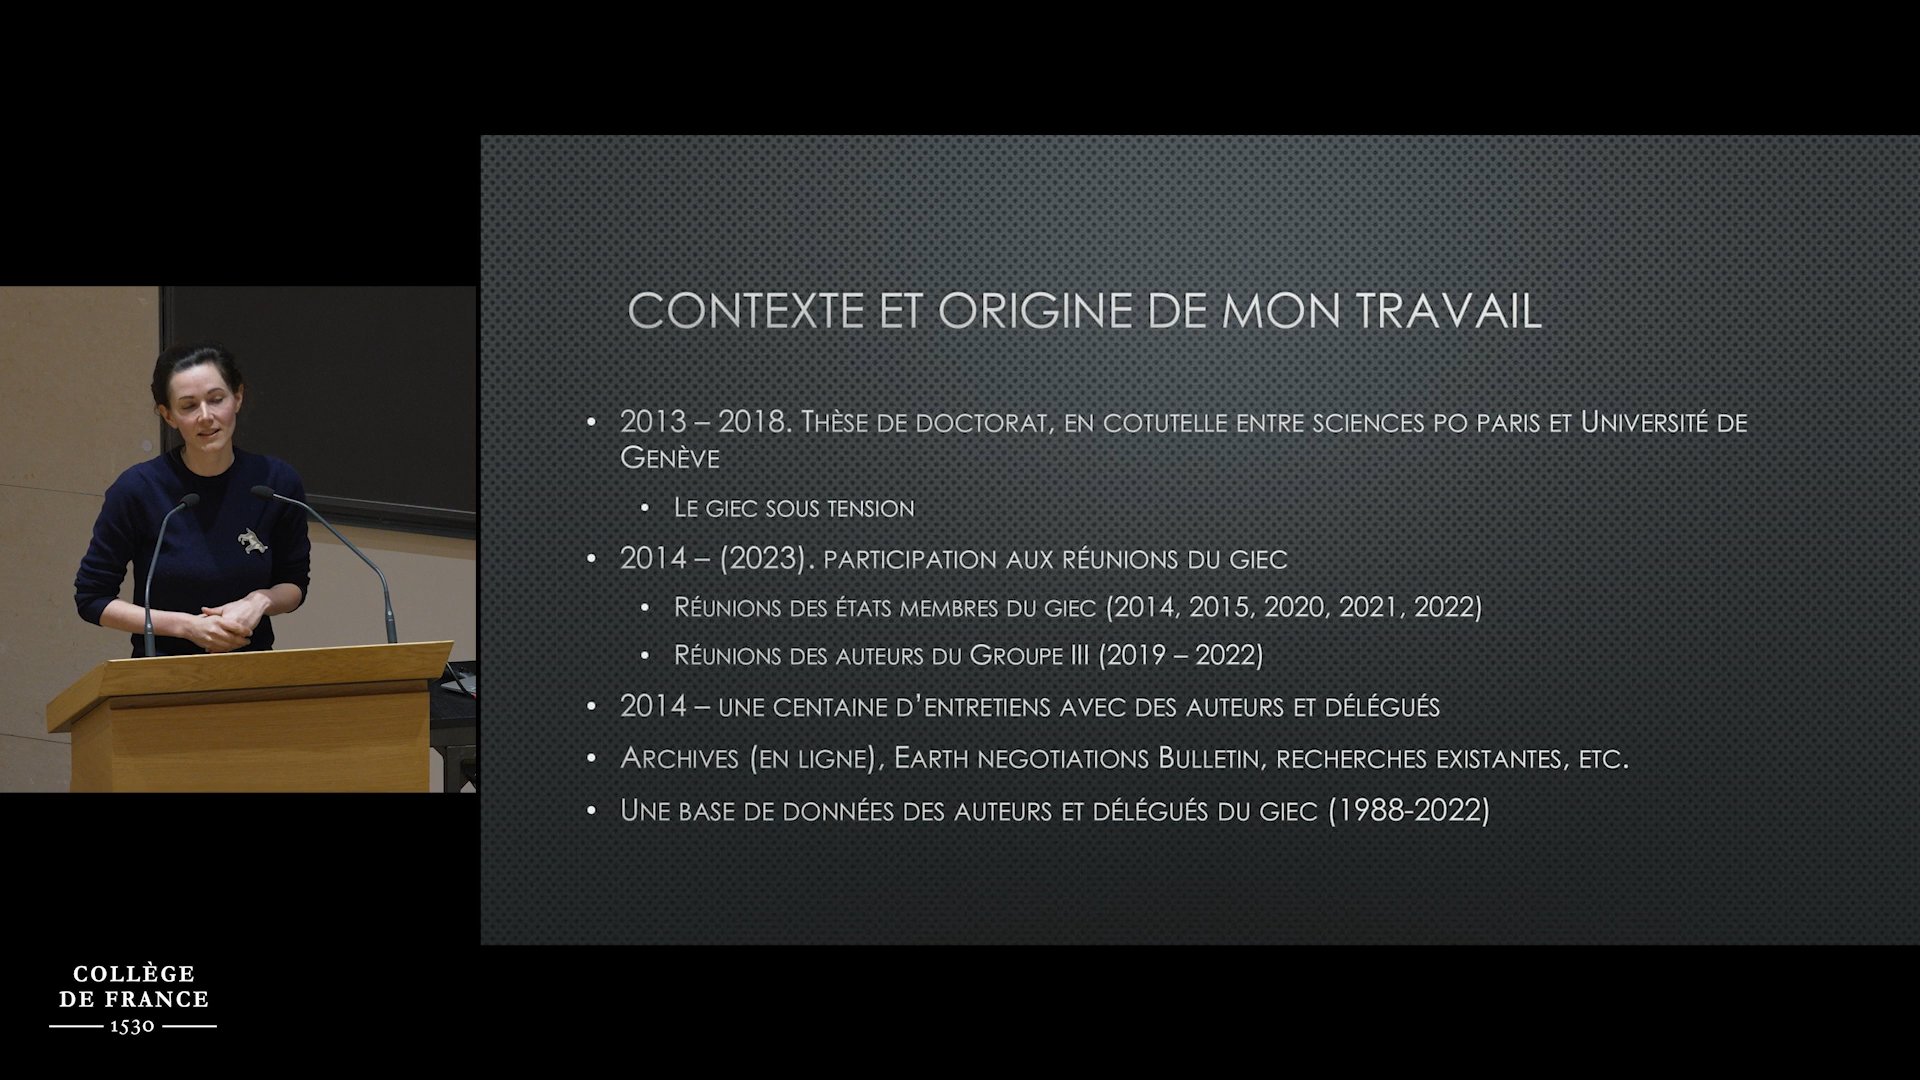 CONTEXTE ET ORIGINE DE MON TRAVAIL
• 2013 – 2018. THÈSE DE DOCTORAT, EN COTUTELLE ENTRE SCIENCES PO PARIS ET UNIVERSITÉ DE
GENÈVE
• LE GIEC SOUS TENSION
• 2014 – (2023). PARTICIPATION AUX RÉUNIONS DU GIEC
• RÉUNIONS DES ÉTATS MEMBRES DU GIEC (2014, 2015, 2020, 2021, 2022)
• RÉUNIONS DES AUTEURS DU GROUPE III (2019 – 2022)
• 2014 – UNE CENTAINE D'ENTRETIENS AVEC DES AUTEURS ET DÉLÉGUÉS
• ARCHIVES (EN LIGNE), EARTH NEGOTIATIONS BULLETIN, RECHERCHES EXISTANTES, ETC.
• UNE BASE DE DONNÉES DES AUTEURS ET DÉLÉGUÉS DU GIEC (1988-2022)
COLLÈGE
DE FRANCE
1530